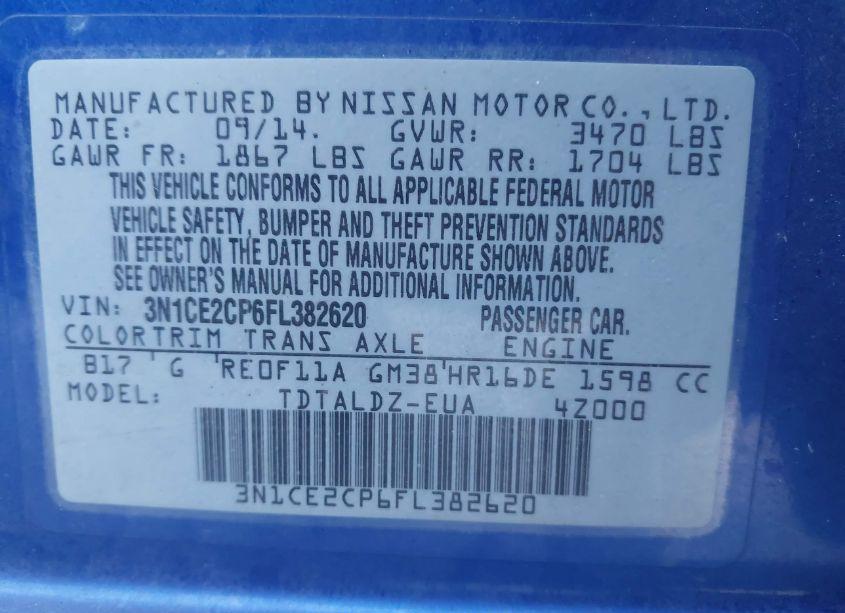 MANUFACTURED BY NISSAN MOTOR CO., LTD.
DATE: 09/14. GVWR: 3470 LBS
GAWR FR: 1867 LBS GAWR RR: 1704 LBS
THIS VEHICLE CONFORMS TO ALL APPLICABLE FEDERAL MOTOR
VEHICLE SAFETY, BUMPER AND THEFT PREVENTION STANDARDS
IN EFFECT ON THE DATE OF MANUFACTURE SHOWN ABOVE.
SEE OWNER'S MANUAL FOR ADDITIONAL INFORMATION.
VIN: 3N1CE2CP6FL382620 PASSENGER CAR.
COLORTRIM TRANS AXLE ENGINE
B17 ' G 'RE0F11A GM38'HR16DE 1598 CC
MODEL: TDTALDZ-EUA 4Z000
3N1CE2CP6FL382620